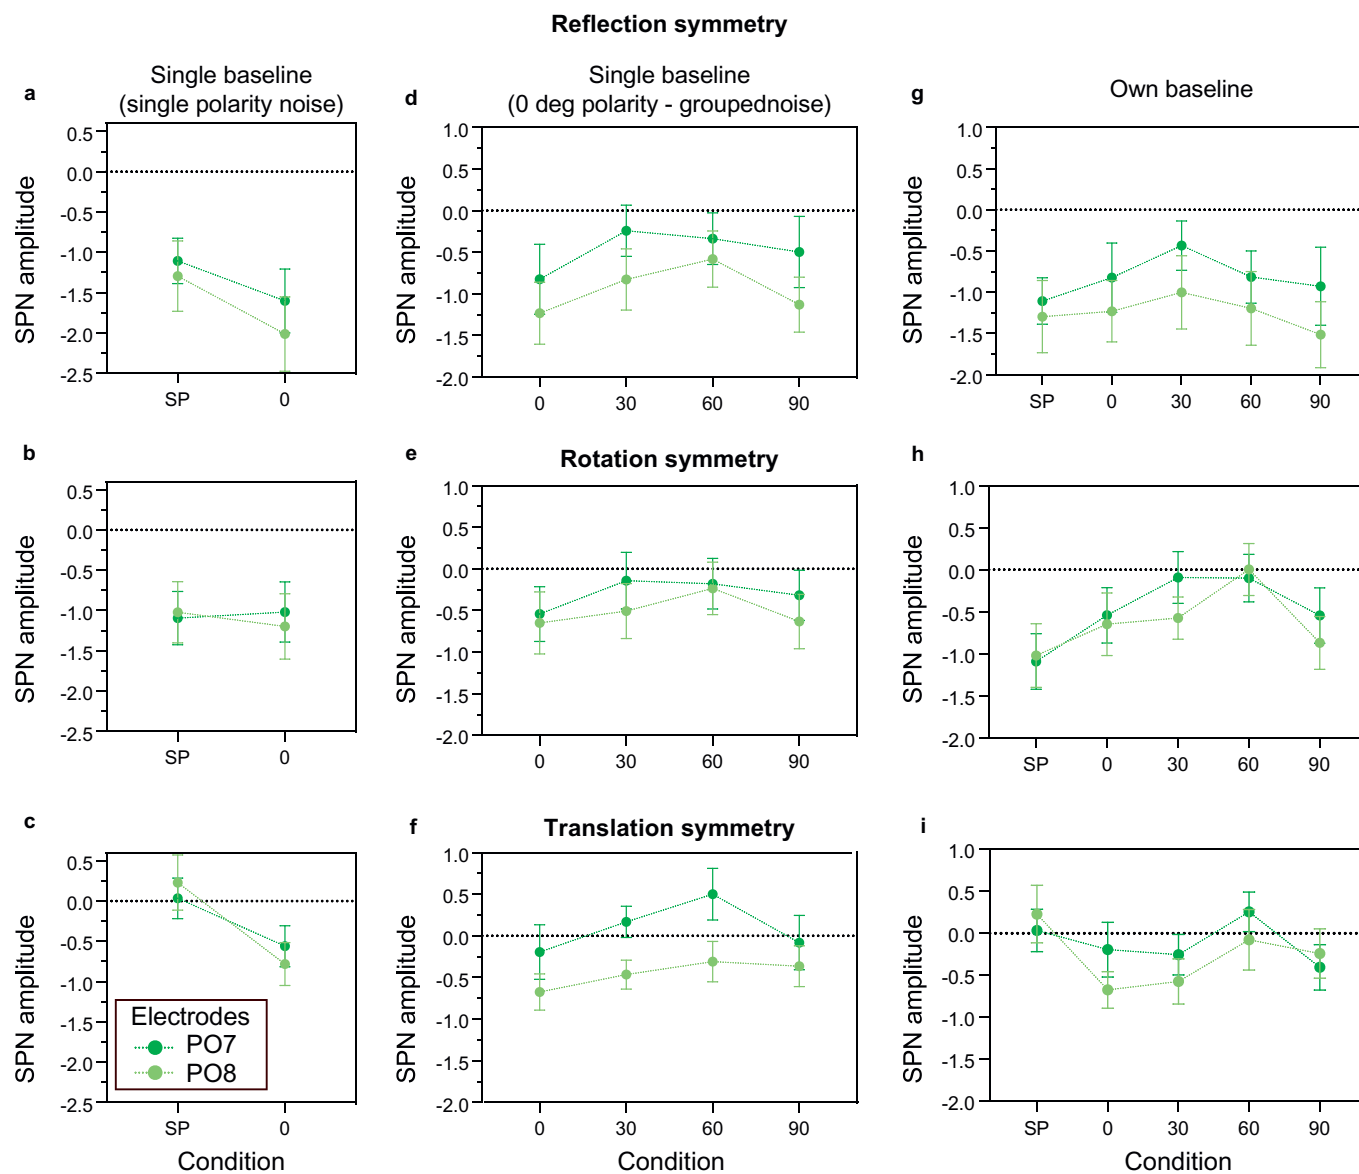 Reflection symmetry
a
Single baseline
(single polarity noise)
d
Single baseline
(0 deg polarity - groupednoise)
g
Own baseline
SPN amplitude
0.5
0.0
-0.5
-1.0
-1.5
-2.0
-2.5
SP 0
SPN amplitude
1.0
0.5
0.0
-0.5
-1.0
-1.5
-2.0
0 30 60 90
SPN amplitude
1.0
0.5
0.0
-0.5
-1.0
-1.5
-2.0
SP 0 30 60 90
Rotation symmetry
b
SPN amplitude
0.5
0.0
-0.5
-1.0
-1.5
-2.0
-2.5
SP 0
e
SPN amplitude
1.0
0.5
0.0
-0.5
-1.0
-1.5
-2.0
0 30 60 90
h
SPN amplitude
1.0
0.5
0.0
-0.5
-1.0
-1.5
-2.0
SP 0 30 60 90
Translation symmetry
c
SPN amplitude
0.5
0.0
-0.5
-1.0
-1.5
-2.0
-2.5
Electrodes
PO7
PO8
SP 0
Condition
f
SPN amplitude
1.0
0.5
0.0
-0.5
-1.0
-1.5
-2.0
0 30 60 90
Condition
i
SPN amplitude
1.0
0.5
0.0
-0.5
-1.0
-1.5
-2.0
SP 0 30 60 90
Condition